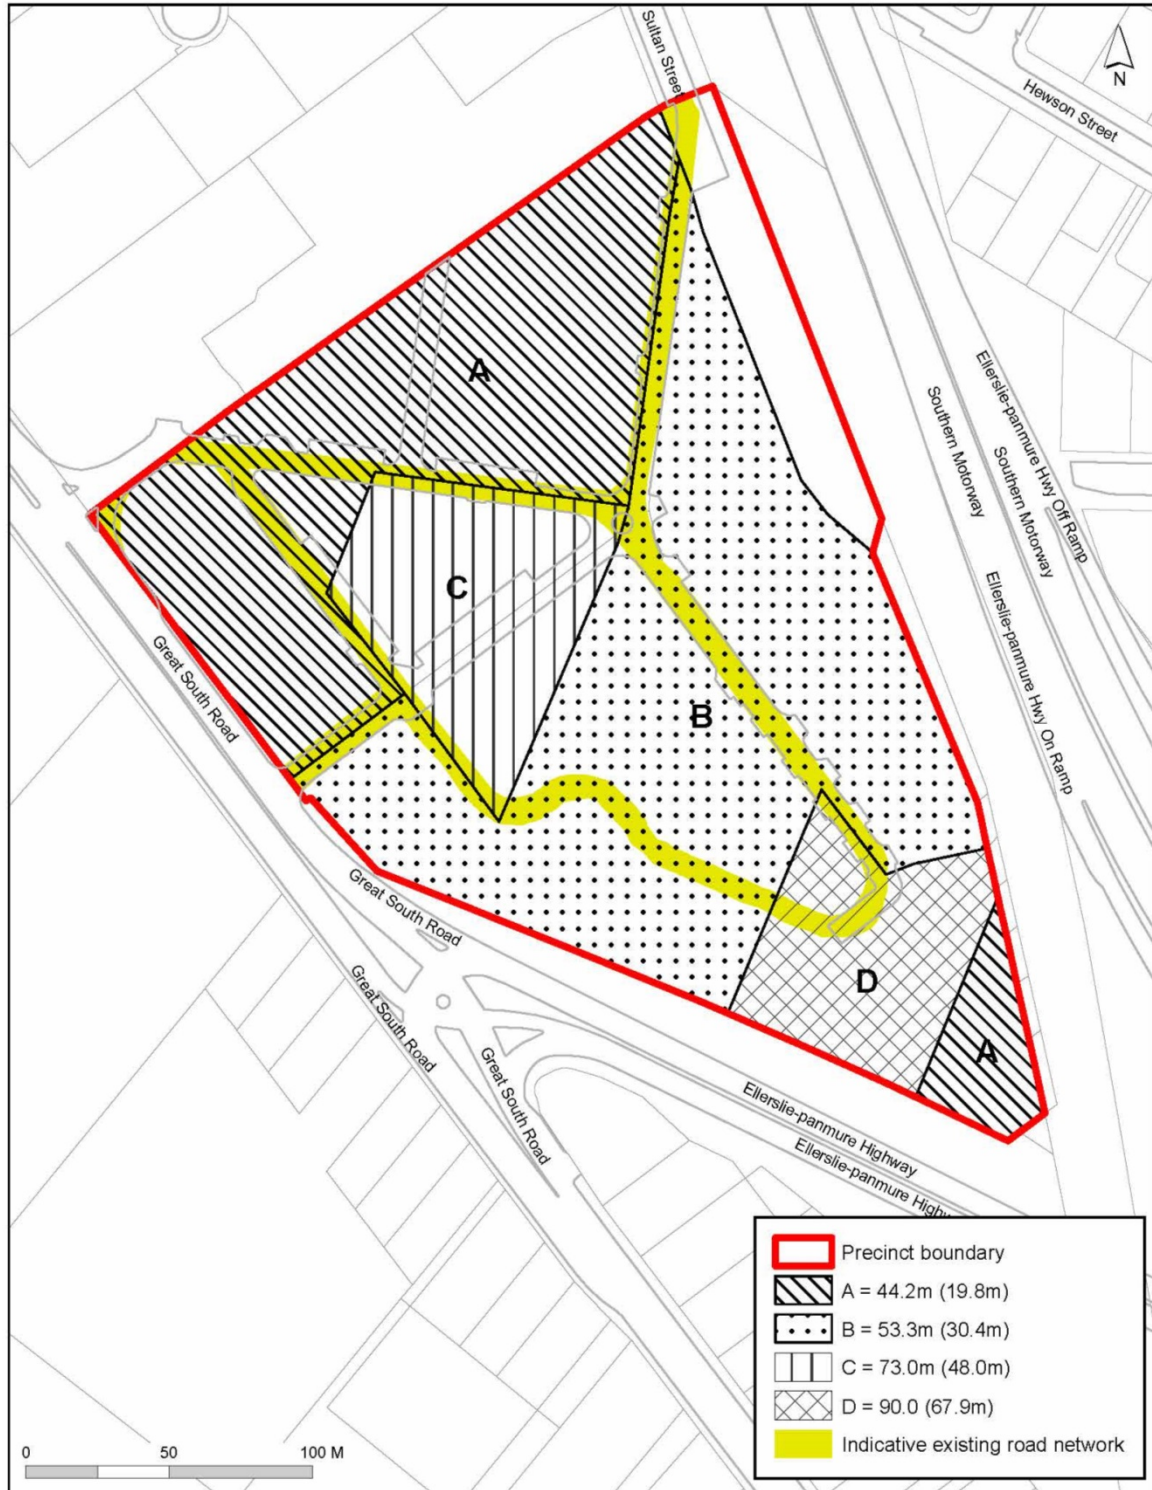 Sultan Street
Hewson Street
N
A
Ellerslie-panmure Hwy Off Ramp
Southern Motorway
Southern Motorway
C
Ellerslie-panmure Hwy On Ramp
Great South Road
B
Great South Road
D
Great South Road
A
Great South Road
Ellerslie-panmure Highway
Ellerslie-panmure Highw
Precinct boundary
A = 44.2m (19.8m)
B = 53.3m (30.4m)
C = 73.0m (48.0m)
D = 90.0 (67.9m)
Indicative existing road network
0 50 100 M